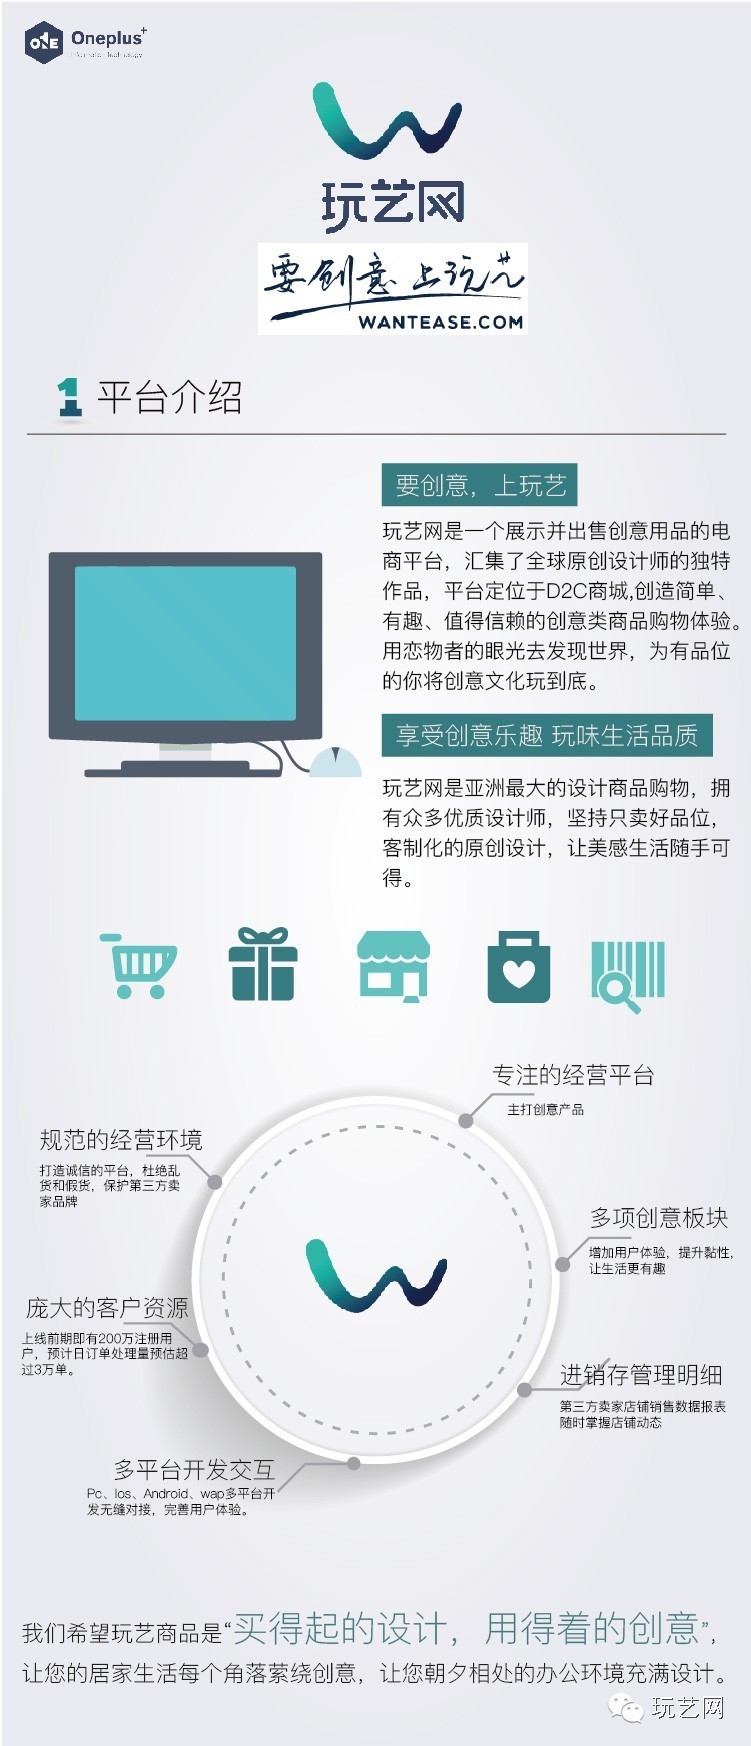 ONE Oneplus+
Information Technology
玩艺网
要创意 上玩艺
WANTEASE.COM
1 平台介绍
要创意，上玩艺
玩艺网是一个展示并出售创意用品的电
商平台，汇集了全球原创设计师的独特
作品，平台定位于D2C商城,创造简单、
有趣、值得信赖的创意类商品购物体验。
用恋物者的眼光去发现世界，为有品位
的你将创意文化玩到底。
享受创意乐趣 玩味生活品质
玩艺网是亚洲最大的设计商品购物，拥
有众多优质设计师，坚持只卖好品位，
客制化的原创设计，让美感生活随手可
得。
专注的经营平台
主打创意产品
规范的经营环境
打造诚信的平台，杜绝乱
货和假货，保护第三方卖
家品牌
多项创意板块
增加用户体验，提升黏性，
让生活更有趣
庞大的客户资源
上线前期即有200万注册用
户，预计日订单处理量预估超
过3万单。
进销存管理明细
第三方卖家店铺销售数据报表
随时掌握店铺动态
多平台开发交互
Pc、Ios、Android、wap多平台开
发无缝对接，完善用户体验。
我们希望玩艺商品是“买得起的设计，用得着的创意”，
让您的居家生活每个角落萦绕创意，让您朝夕相处的办公环境充满设计。
玩艺网